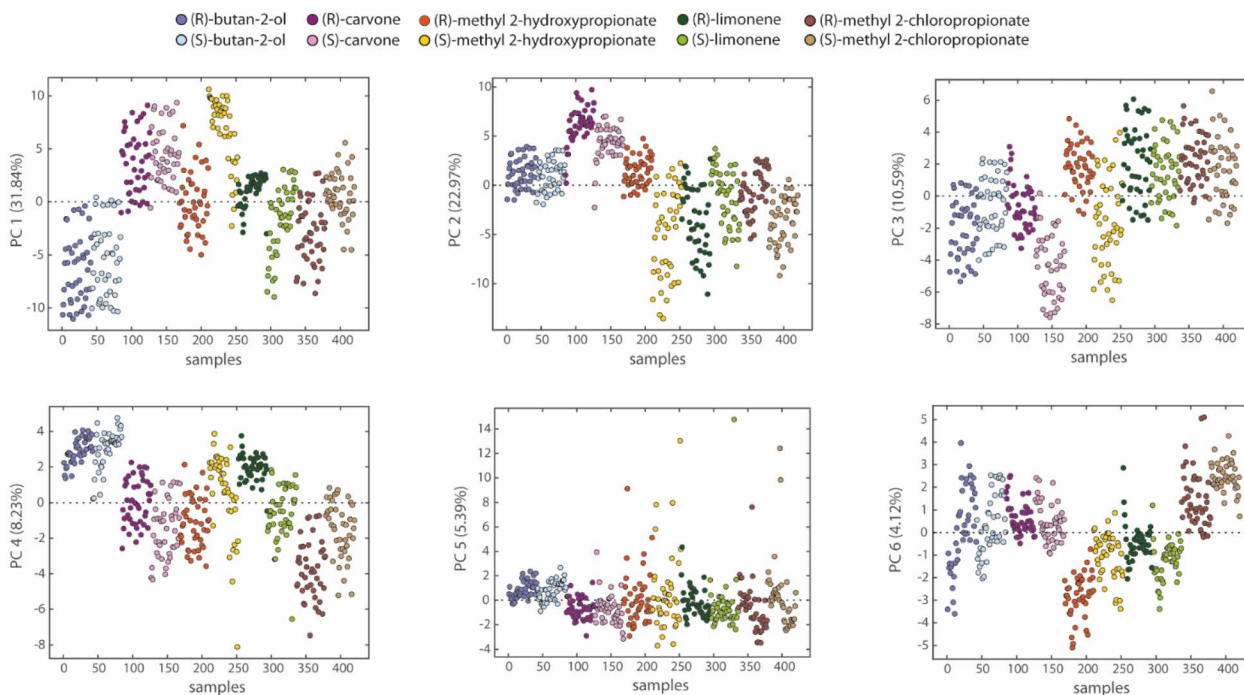 (R)-butan-2-ol (R)-carvone (R)-methyl 2-hydroxypropionate (R)-limonene (R)-methyl 2-chloropropionate
(S)-butan-2-ol (S)-carvone (S)-methyl 2-hydroxypropionate (S)-limonene (S)-methyl 2-chloropropionate
PC 1 (31.84%)
10
5
0
-5
-10
0 50 100 150 200 250 300 350 400
samples
PC 2 (22.97%)
10
5
0
-5
-10
0 50 100 150 200 250 300 350 400
samples
PC 3 (10.59%)
6
4
2
0
-2
-4
-6
-8
0 50 100 150 200 250 300 350 400
samples
PC 4 (8.23%)
4
2
0
-2
-4
-6
-8
0 50 100 150 200 250 300 350 400
samples
PC 5 (5.39%)
14
12
10
8
6
4
2
0
-2
-4
0 50 100 150 200 250 300 350 400
samples
PC 6 (4.12%)
5
4
3
2
1
0
-1
-2
-3
-4
-5
0 50 100 150 200 250 300 350 400
samples